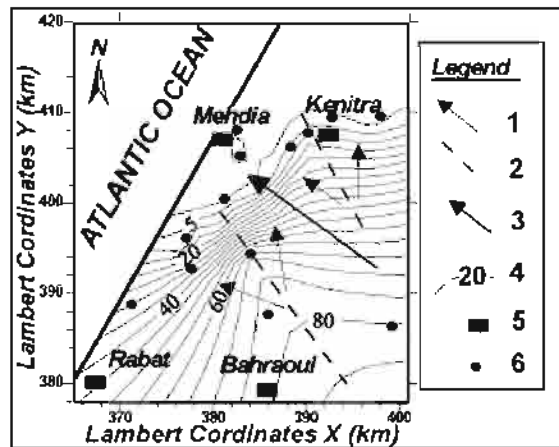 420
410
400
390
380
Lambert Cordinates Y (km)
N
ATLANTIC OCEAN
Mehdia
Kenitra
5
20
40
60
80
Rabat
Bahraoul
370
380
390
400
Lambert Cordinates X (km)
Legend
1
2
3
20 4
5
6